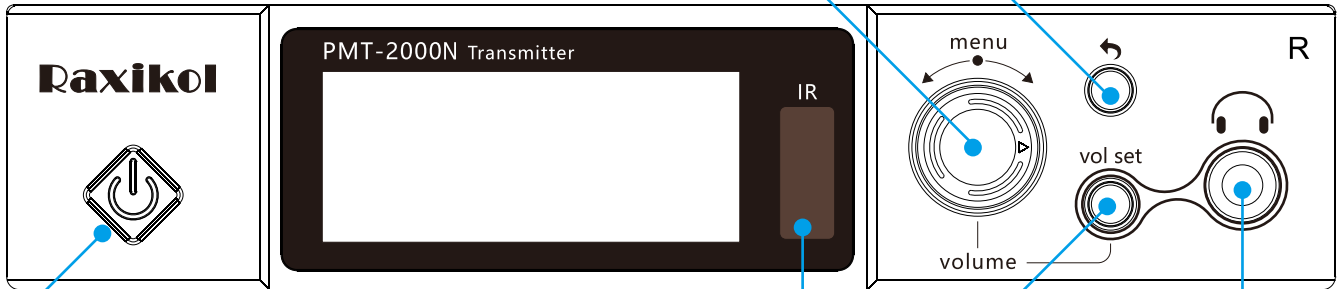 Raxikol
PMT-2000N Transmitter
IR
menu
R
vol set
volume